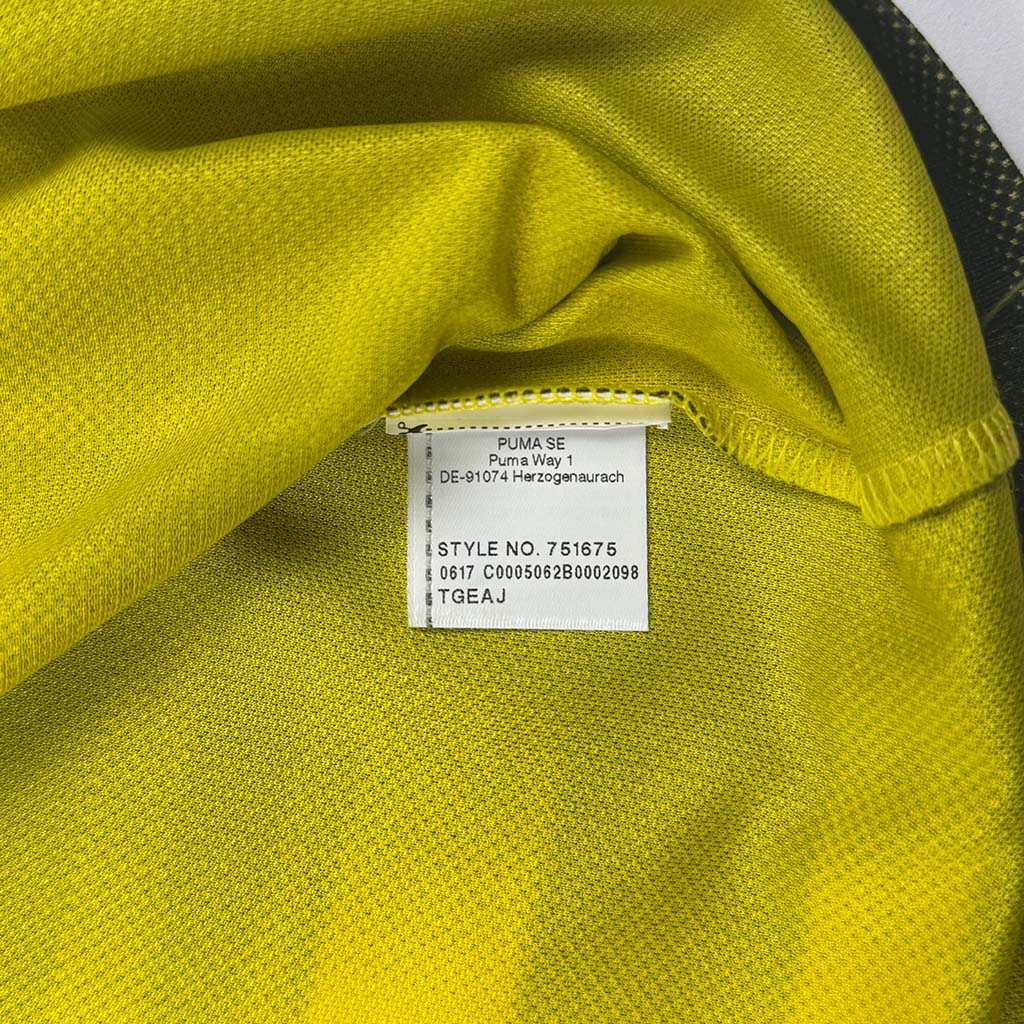 PUMA SE
Puma Way 1
DE-91074 Herzogenaurach
STYLE NO. 751675
0617 C0005062B0002098
TGEAJ